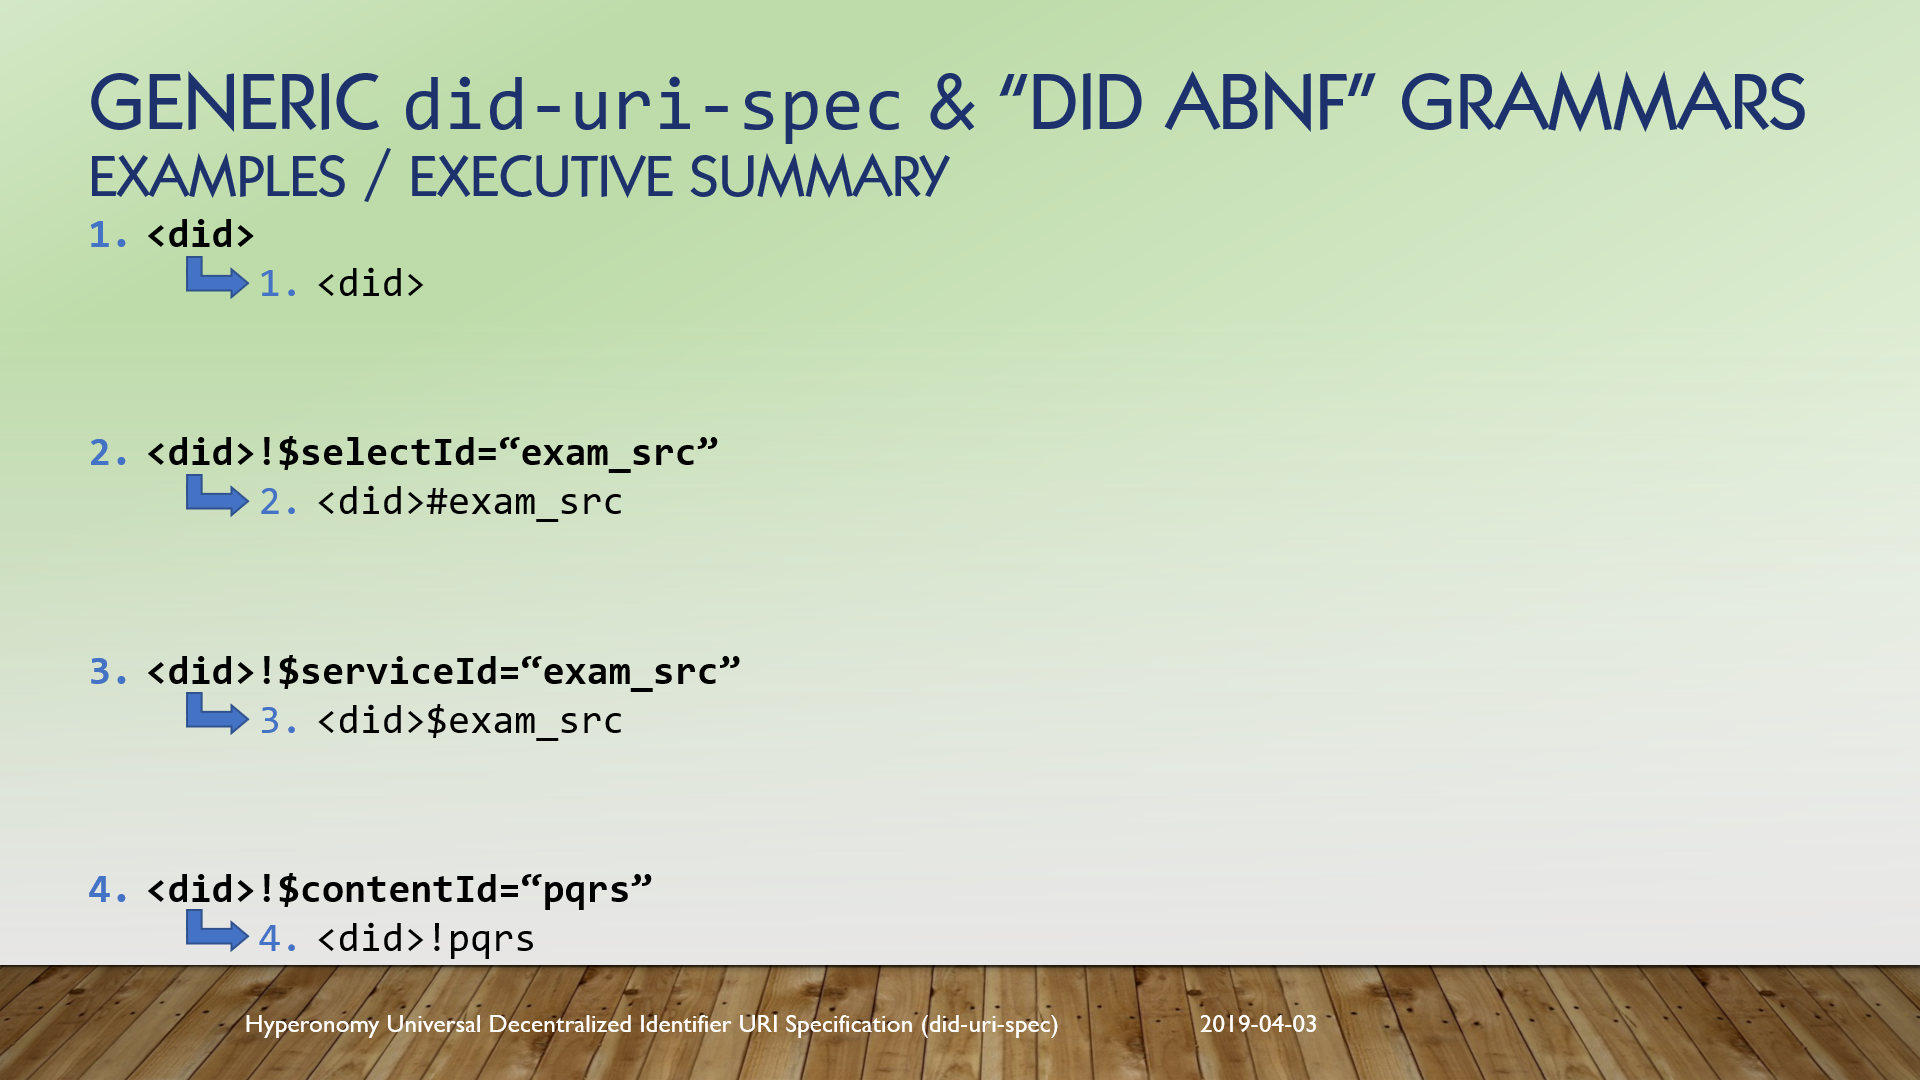 GENERIC did-uri-spec & “DID ABNF” GRAMMARS
EXAMPLES / EXECUTIVE SUMMARY
1. <did>
1. <did>
2. <did>!$selectId=“exam_src”
2. <did>#exam_src
3. <did>!$serviceId=“exam_src”
3. <did>$exam_src
4. <did>!$contentId=“pqrs”
4. <did>!pqrs
Hyperonomy Universal Decentralized Identifier URI Specification (did-uri-spec) 2019-04-03